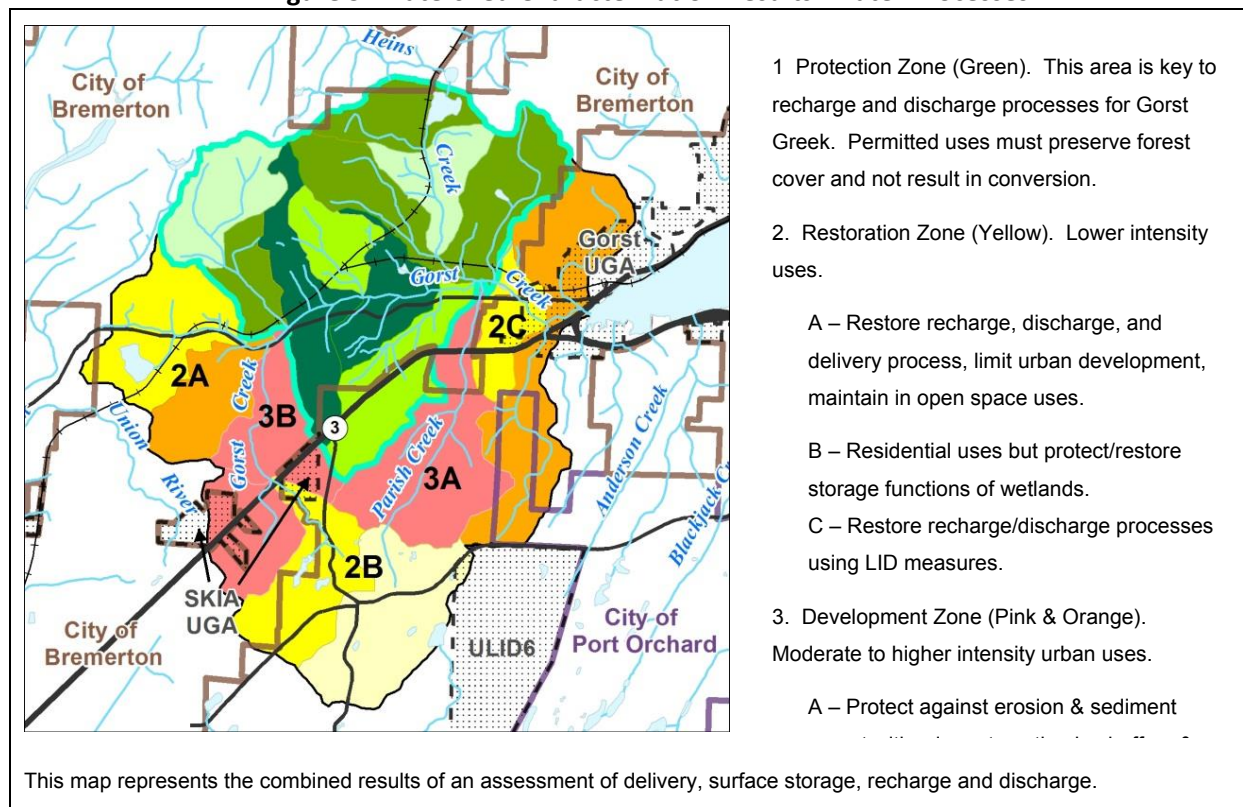 Heins
City of
Bremerton
City of
Bremerton
Creek
Gorst
UGA
Gorst
Creek
2C
2A
Creek
3B
3
Union
River
Gorst
Parish Creek
3A
Anderson Creek
2B
SKIA
UGA
City of
Bremerton
ULID6
City of
Port Orchard
1 Protection Zone (Green). This area is key to
recharge and discharge processes for Gorst
Greek. Permitted uses must preserve forest
cover and not result in conversion.
2. Restoration Zone (Yellow). Lower intensity
uses.
A – Restore recharge, discharge, and
delivery process, limit urban development,
maintain in open space uses.
B – Residential uses but protect/restore
storage functions of wetlands.
C – Restore recharge/discharge processes
using LID measures.
3. Development Zone (Pink & Orange).
Moderate to higher intensity urban uses.
A – Protect against erosion & sediment
This map represents the combined results of an assessment of delivery, surface storage, recharge and discharge.